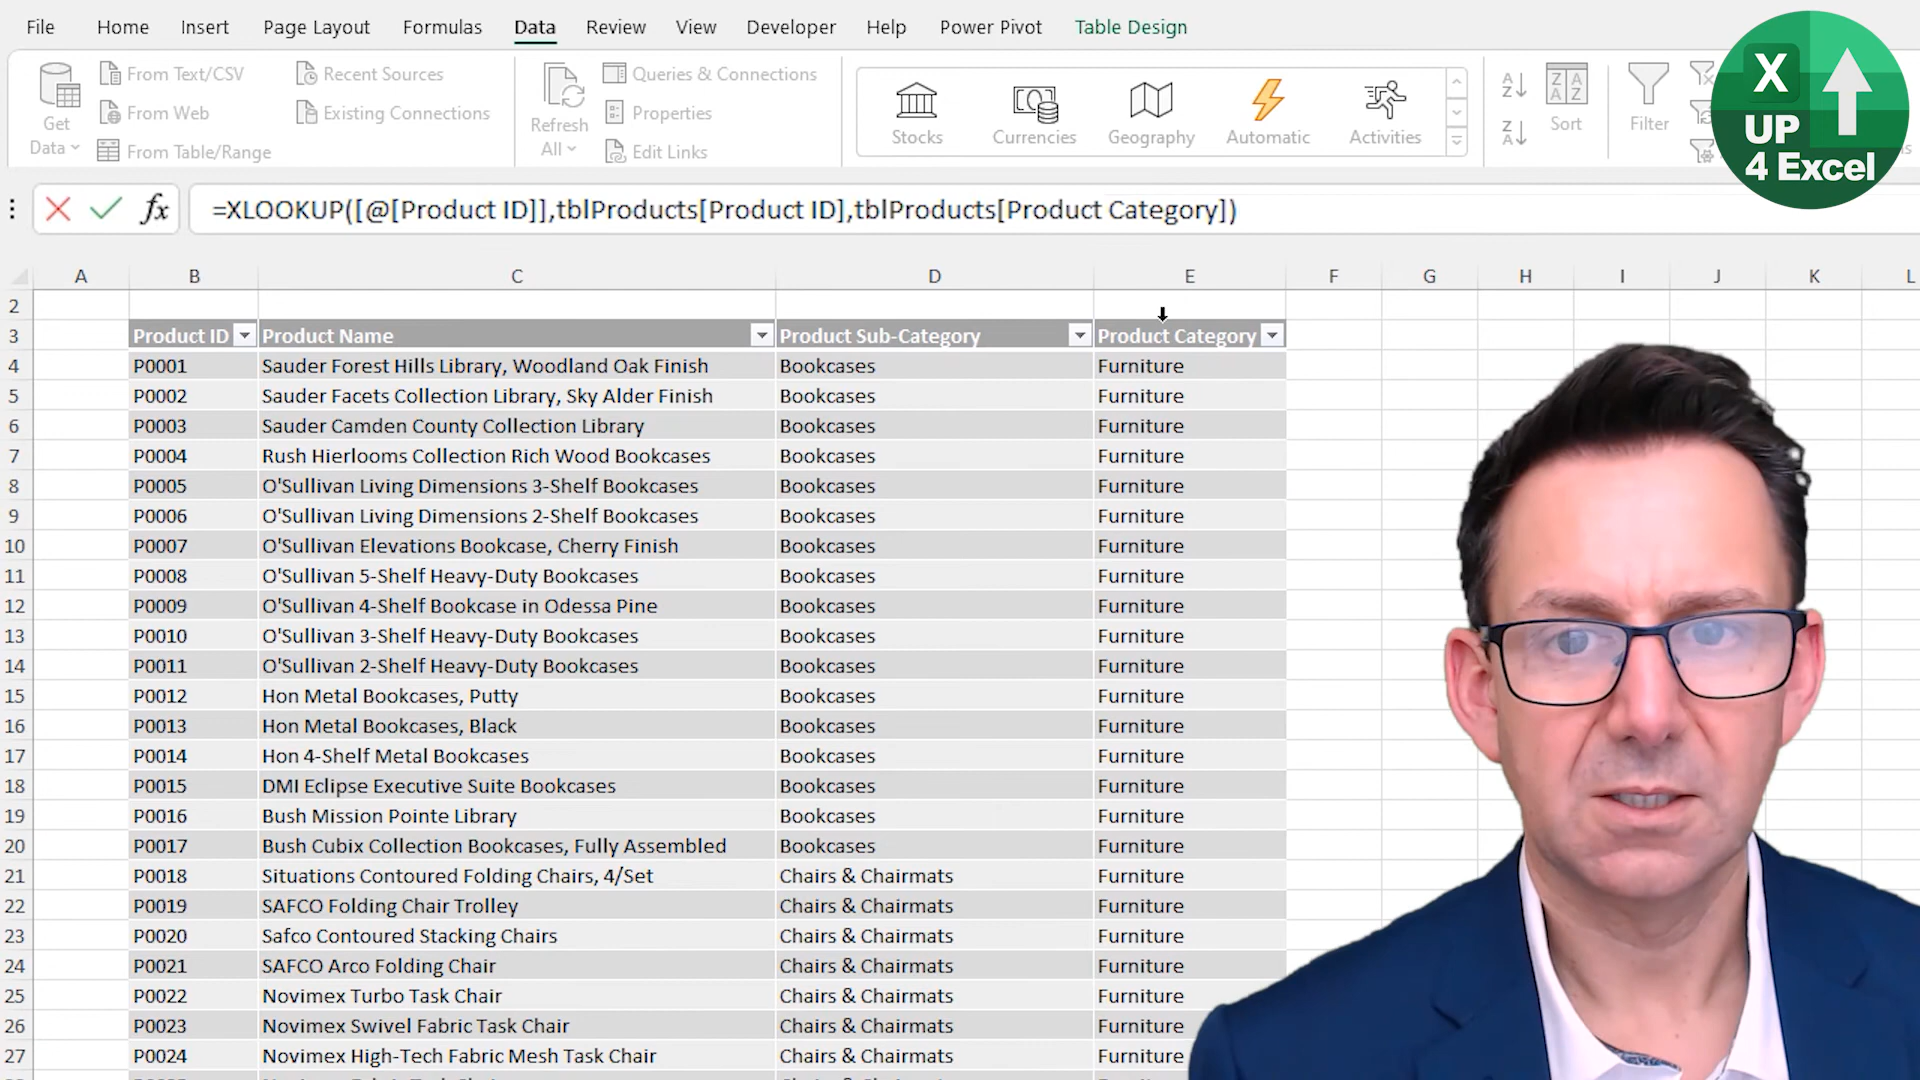 File Home Insert Page Layout Formulas Data Review View Developer Help Power Pivot Table Design
Get Data
From Text/CSV
From Web
From Table/Range
Recent Sources
Existing Connections
Refresh All
Queries & Connections
Properties
Edit Links
Stocks Currencies Geography Automatic Activities
Sort
Filter
X
UP
4 Excel
fx =XLOOKUP([@[Product ID]],tblProducts[Product ID],tblProducts[Product Category])
A B C D E F G H I J K L
2
3 Product ID Product Name Product Sub-Category Product Category
4 P0001 Sauder Forest Hills Library, Woodland Oak Finish Bookcases Furniture
5 P0002 Sauder Facets Collection Library, Sky Alder Finish Bookcases Furniture
6 P0003 Sauder Camden County Collection Library Bookcases Furniture
7 P0004 Rush Hierlooms Collection Rich Wood Bookcases Bookcases Furniture
8 P0005 O'Sullivan Living Dimensions 3-Shelf Bookcases Bookcases Furniture
9 P0006 O'Sullivan Living Dimensions 2-Shelf Bookcases Bookcases Furniture
10 P0007 O'Sullivan Elevations Bookcase, Cherry Finish Bookcases Furniture
11 P0008 O'Sullivan 5-Shelf Heavy-Duty Bookcases Bookcases Furniture
12 P0009 O'Sullivan 4-Shelf Bookcase in Odessa Pine Bookcases Furniture
13 P0010 O'Sullivan 3-Shelf Heavy-Duty Bookcases Bookcases Furniture
14 P0011 O'Sullivan 2-Shelf Heavy-Duty Bookcases Bookcases Furniture
15 P0012 Hon Metal Bookcases, Putty Bookcases Furniture
16 P0013 Hon Metal Bookcases, Black Bookcases Furniture
17 P0014 Hon 4-Shelf Metal Bookcases Bookcases Furniture
18 P0015 DMI Eclipse Executive Suite Bookcases Bookcases Furniture
19 P0016 Bush Mission Pointe Library Bookcases Furniture
20 P0017 Bush Cubix Collection Bookcases, Fully Assembled Bookcases Furniture
21 P0018 Situations Contoured Folding Chairs, 4/Set Chairs & Chairmats Furniture
22 P0019 SAFCO Folding Chair Trolley Chairs & Chairmats Furniture
23 P0020 Safco Contoured Stacking Chairs Chairs & Chairmats Furniture
24 P0021 SAFCO Arco Folding Chair Chairs & Chairmats Furniture
25 P0022 Novimex Turbo Task Chair Chairs & Chairmats Furniture
26 P0023 Novimex Swivel Fabric Task Chair Chairs & Chairmats Furniture
27 P0024 Novimex High-Tech Fabric Mesh Task Chair Chairs & Chairmats Furniture